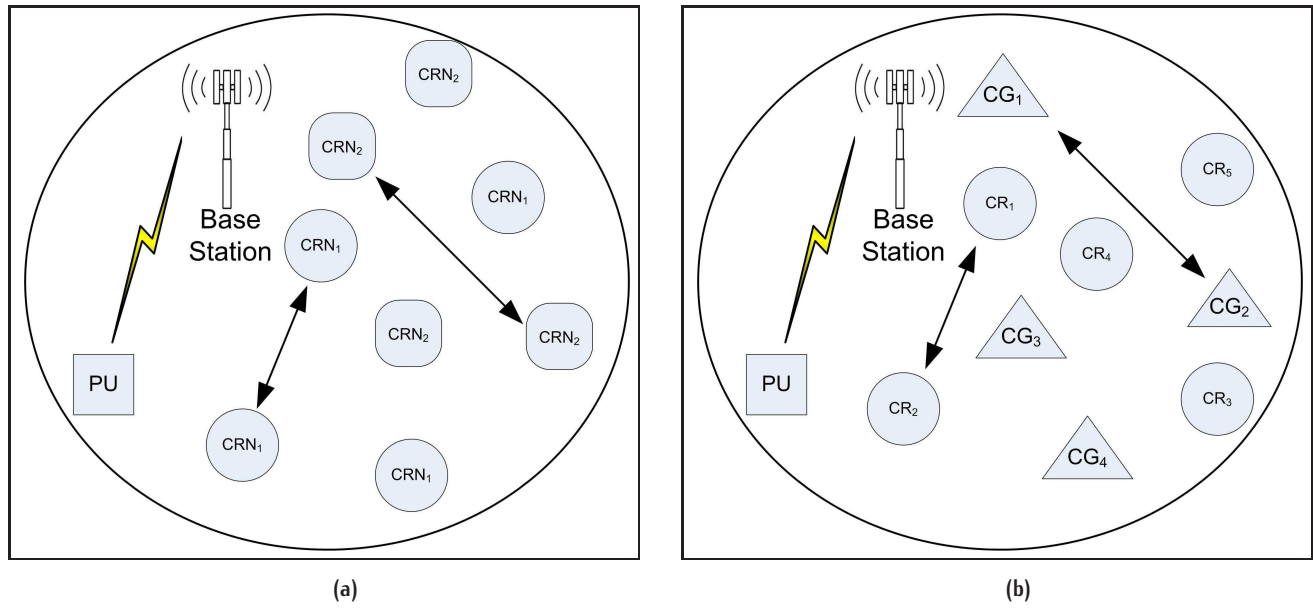 CRN₂
CRN₂
CRN₁
Base
Station
CRN₁
CRN₂
CRN₂
PU
CRN₁
CRN₁
(a)
CG₁
CR₅
CR₁
Base
Station
CR₄
CG₂
CG₃
PU
CR₂
CR₃
CG₄
(b)